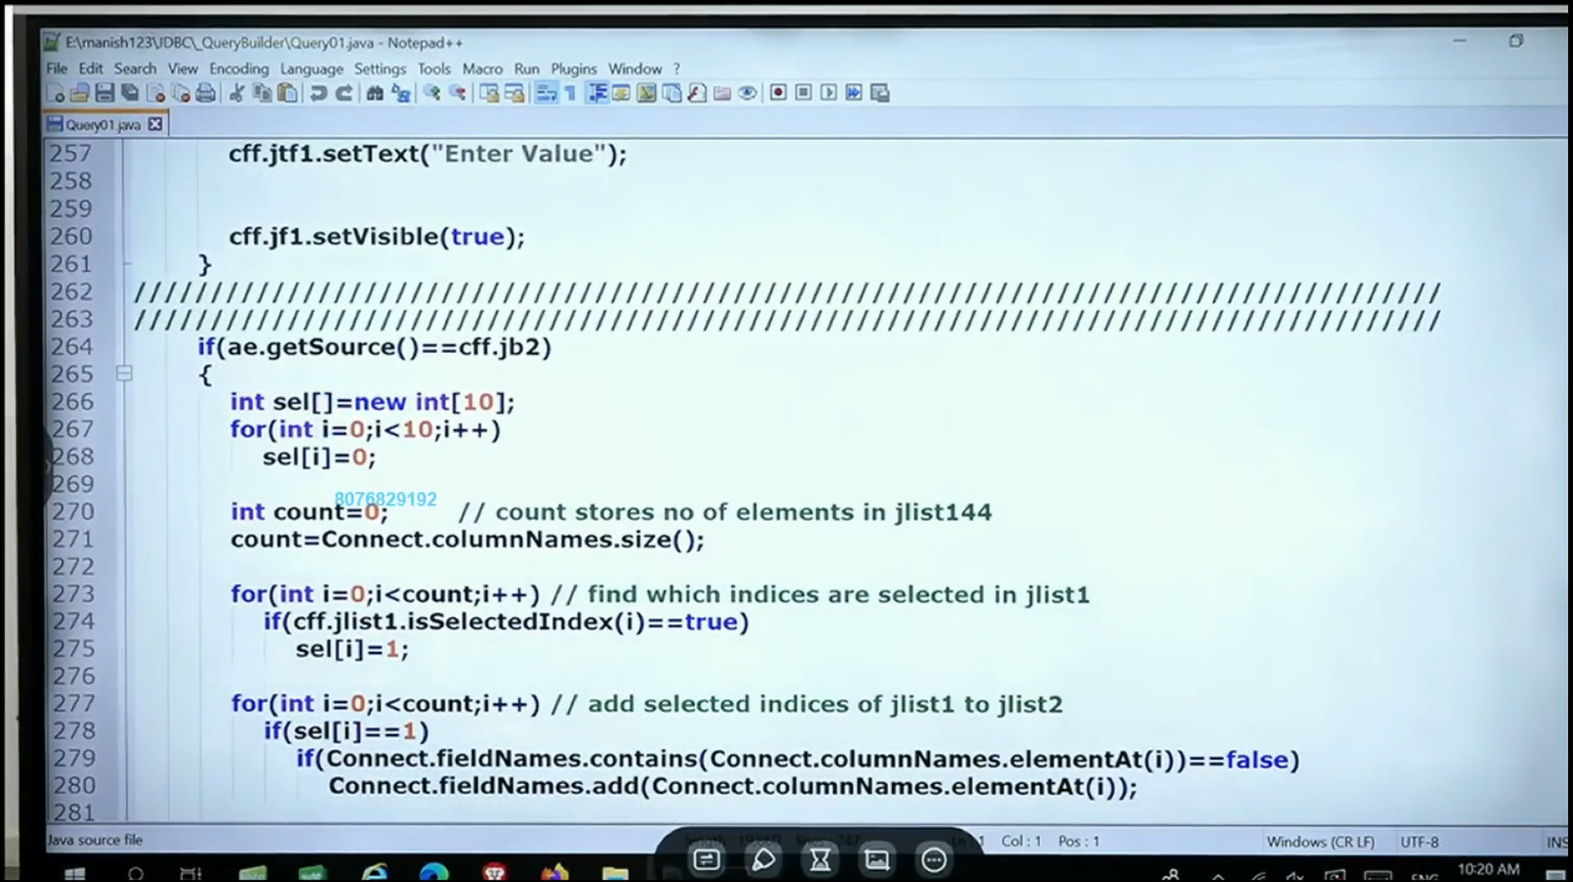 E:\manish123\JDBC\_QueryBuilder\Query01.java - Notepad++
File Edit Search View Encoding Language Settings Tools Macro Run Plugins Window ?
Query01.java
257 cff.jtf1.setText("Enter Value");
258
259
260 cff.jf1.setVisible(true);
261 }
262 /////////////////////////////////////////////////////////////////////////////////////
263 /////////////////////////////////////////////////////////////////////////////////////
264 if(ae.getSource()==cff.jb2)
265 {
266 int sel[]=new int[10];
267 for(int i=0;i<10;i++)
268 sel[i]=0;
269
8076829192
270 int count=0; // count stores no of elements in jlist144
271 count=Connect.columnNames.size();
272
273 for(int i=0;i<count;i++) // find which indices are selected in jlist1
274 if(cff.jlist1.isSelectedIndex(i)==true)
275 sel[i]=1;
276
277 for(int i=0;i<count;i++) // add selected indices of jlist1 to jlist2
278 if(sel[i]==1)
279 if(Connect.fieldNames.contains(Connect.columnNames.elementAt(i))==false)
280 Connect.fieldNames.add(Connect.columnNames.elementAt(i));
281
Java source file Col : 1 Pos : 1 Windows (CR LF) UTF-8 INS
ENG 10:20 AM